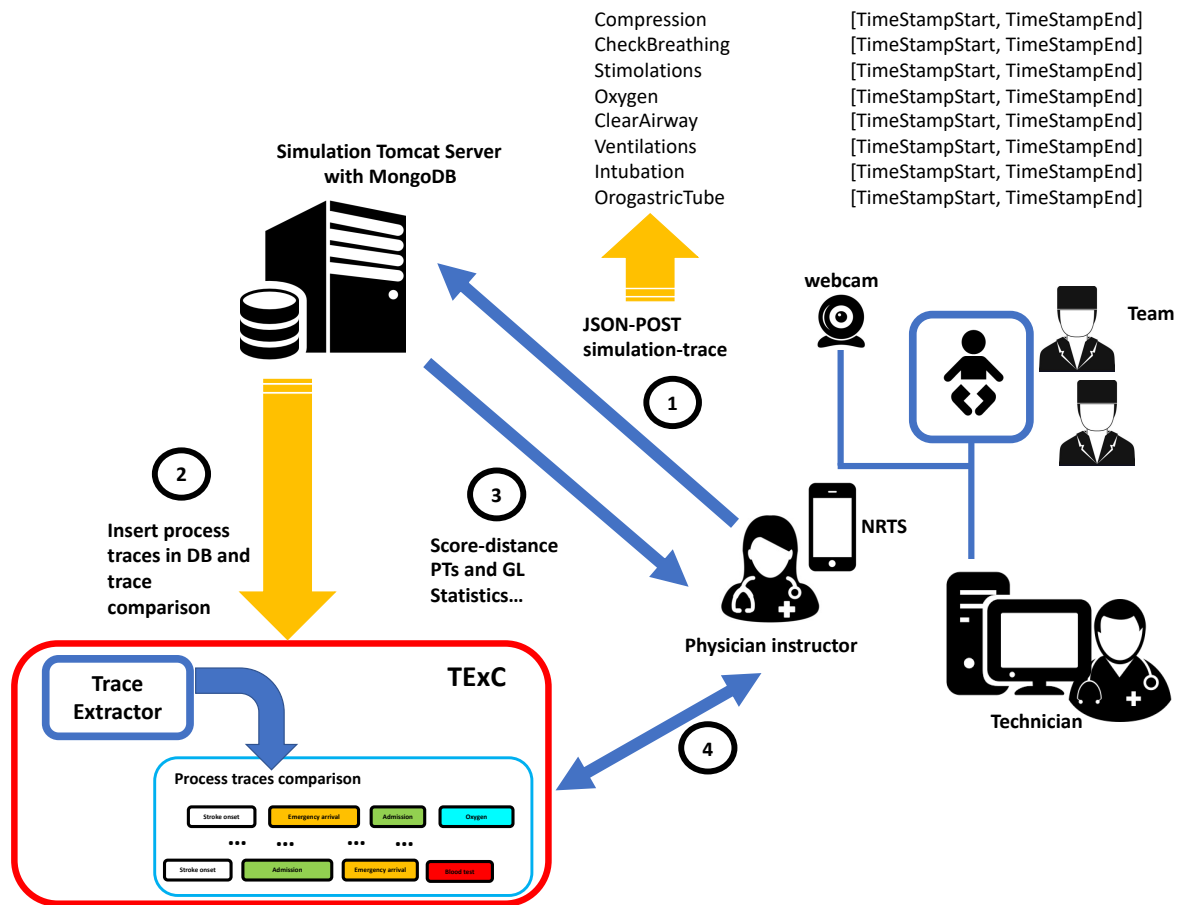 Compression [TimeStampStart, TimeStampEnd]
CheckBreathing [TimeStampStart, TimeStampEnd]
Stimolations [TimeStampStart, TimeStampEnd]
Oxygen [TimeStampStart, TimeStampEnd]
ClearAirway [TimeStampStart, TimeStampEnd]
Ventilations [TimeStampStart, TimeStampEnd]
Intubation [TimeStampStart, TimeStampEnd]
OrogastricTube [TimeStampStart, TimeStampEnd]
Simulation Tomcat Server
with MongoDB
webcam
Team
JSON-POST
simulation-trace
1
2
Insert process
traces in DB and
trace
comparison
3
Score-distance
PTs and GL
Statistics...
NRTS
Physician instructor
Technician
4
TExC
Trace
Extractor
Process traces comparison
Stroke onset Emergency arrival Admission Oxygen
... ... ... ...
Stroke onset Admission Emergency arrival Blood test